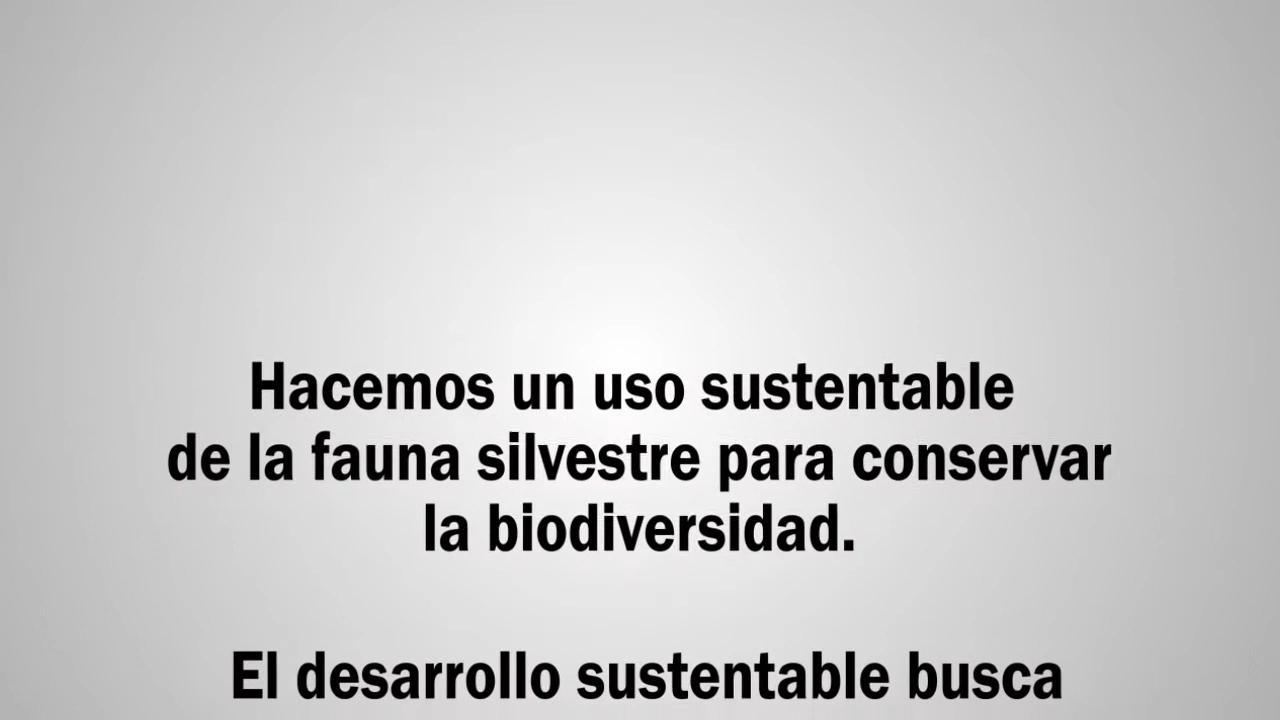 Hacemos un uso sustentable
de la fauna silvestre para conservar
la biodiversidad.
El desarrollo sustentable busca